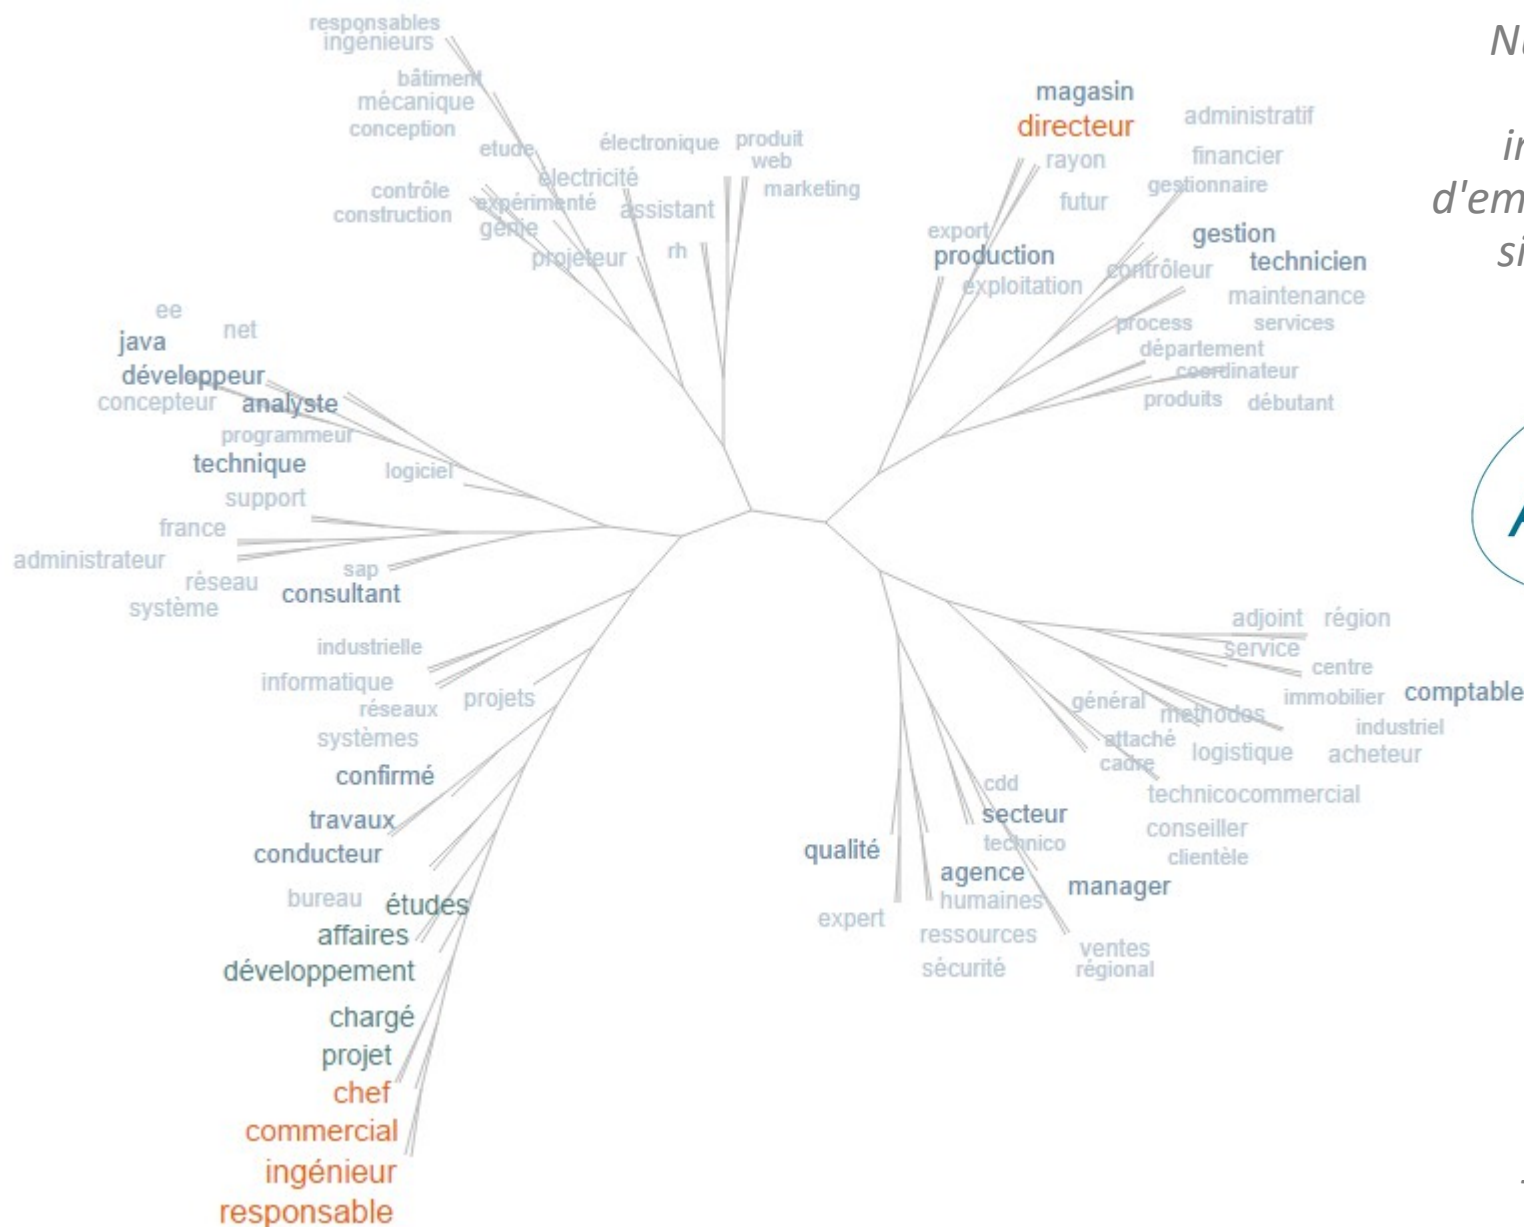 responsables
ingénieurs
bâtiment
mécanique
conception
etude
électricité
contrôle
expérimenté
construction
génie
projeteur
électronique
assistant
rh
produit
web
marketing
magasin
directeur
rayon
futur
export
production
exploitation
administratif
financier
gestionnaire
gestion
technicien
contrôleur
maintenance
process
services
département
coordinateur
produits
débutant
ee
net
java
développeur
concepteur
analyste
programmeur
technique
logiciel
support
france
administrateur
réseau
système
sap
consultant
industrielle
informatique
réseaux
projets
systèmes
confirmé
travaux
conducteur
bureau
études
affaires
développement
chargé
projet
chef
commercial
ingénieur
responsable
adjoint
région
service
centre
immobilier
comptable
général
méthodes
industriel
attaché
logistique
acheteur
cadre
technicocommercial
conseiller
clientèle
cdd
secteur
technico
qualité
agence
manager
humaines
expert
ressources
ventes
sécurité
régional
d'em